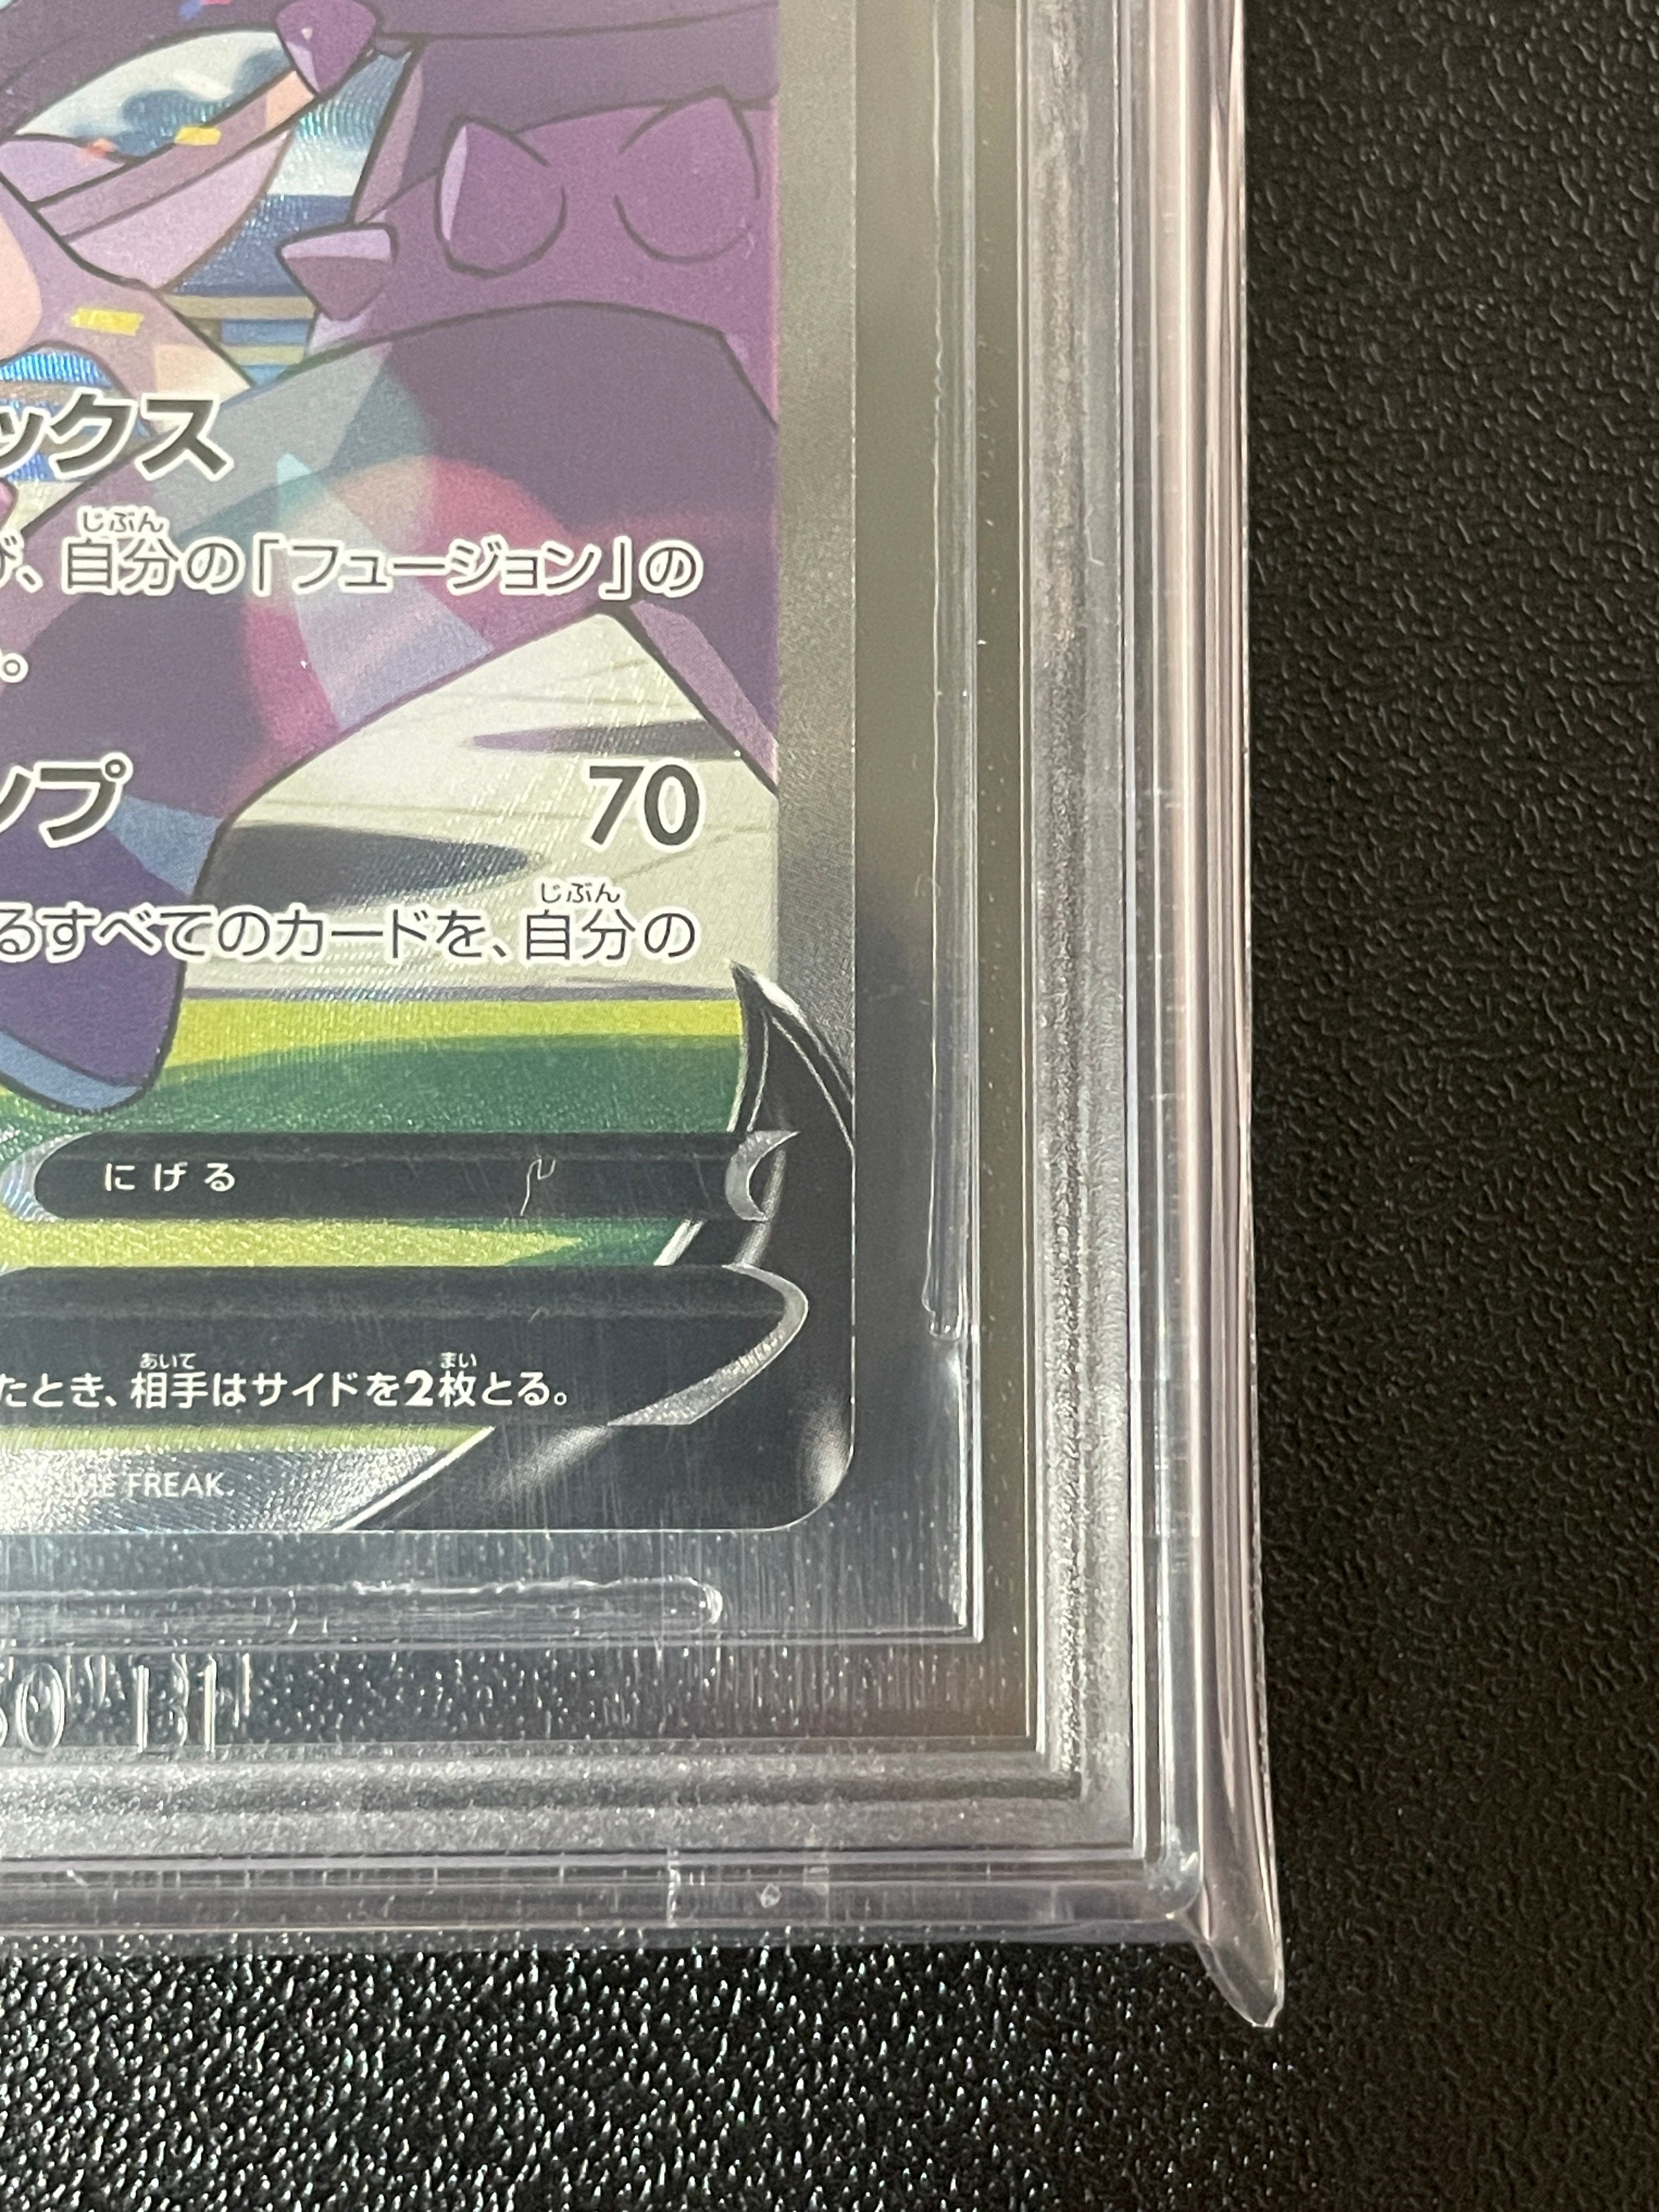 ックス
じぶん
、自分の「フュージョン」の
。
ンプ 70
じぶん
るすべてのカードを、自分の
にげる
あいて まい
たとき、相手はサイドを2枚とる。
FREAK.